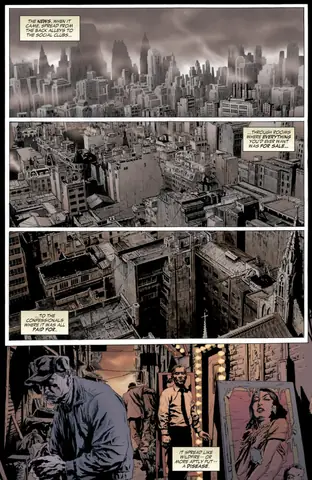 THE NEWS, WHEN IT
CAME, SPREAD FROM
THE BACK ALLEYS TO
THE SOCIAL CLUBS...
...THROUGH ROOMS
WHERE EVERYTHING
YOU'D EVER WANT
WAS FOR SALE...
...TO THE
CONFESSIONALS
WHERE IT WAS ALL
PAID FOR.
IT SPREAD LIKE
WILDFIRE--OR
MORE APTLY PUT--
A DISEASE.